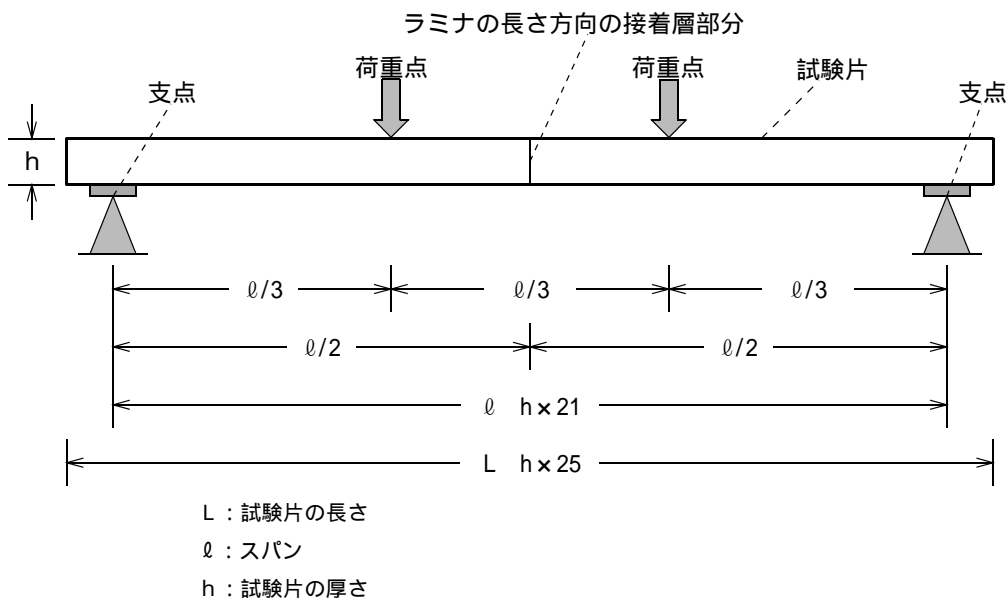 ラミナの長さ方向の接着層部分
荷重点
荷重点
試験片
支点
支点
h
ℓ/3
ℓ/3
ℓ/3
ℓ/2
ℓ/2
ℓ h×21
L h×25
L：試験片の長さ
ℓ：スパン
h：試験片の厚さ